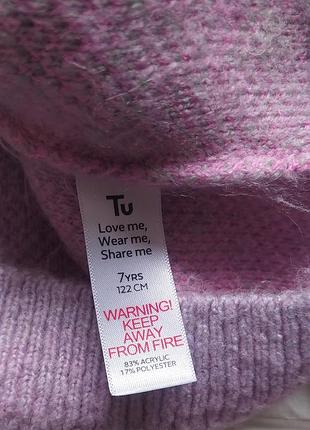 Tu
Love me,
Wear me,
Share me
7YRS
122 CM
WARNING!
KEEP
AWAY
FROM FIRE
83% ACRYLIC
17% POLYESTER